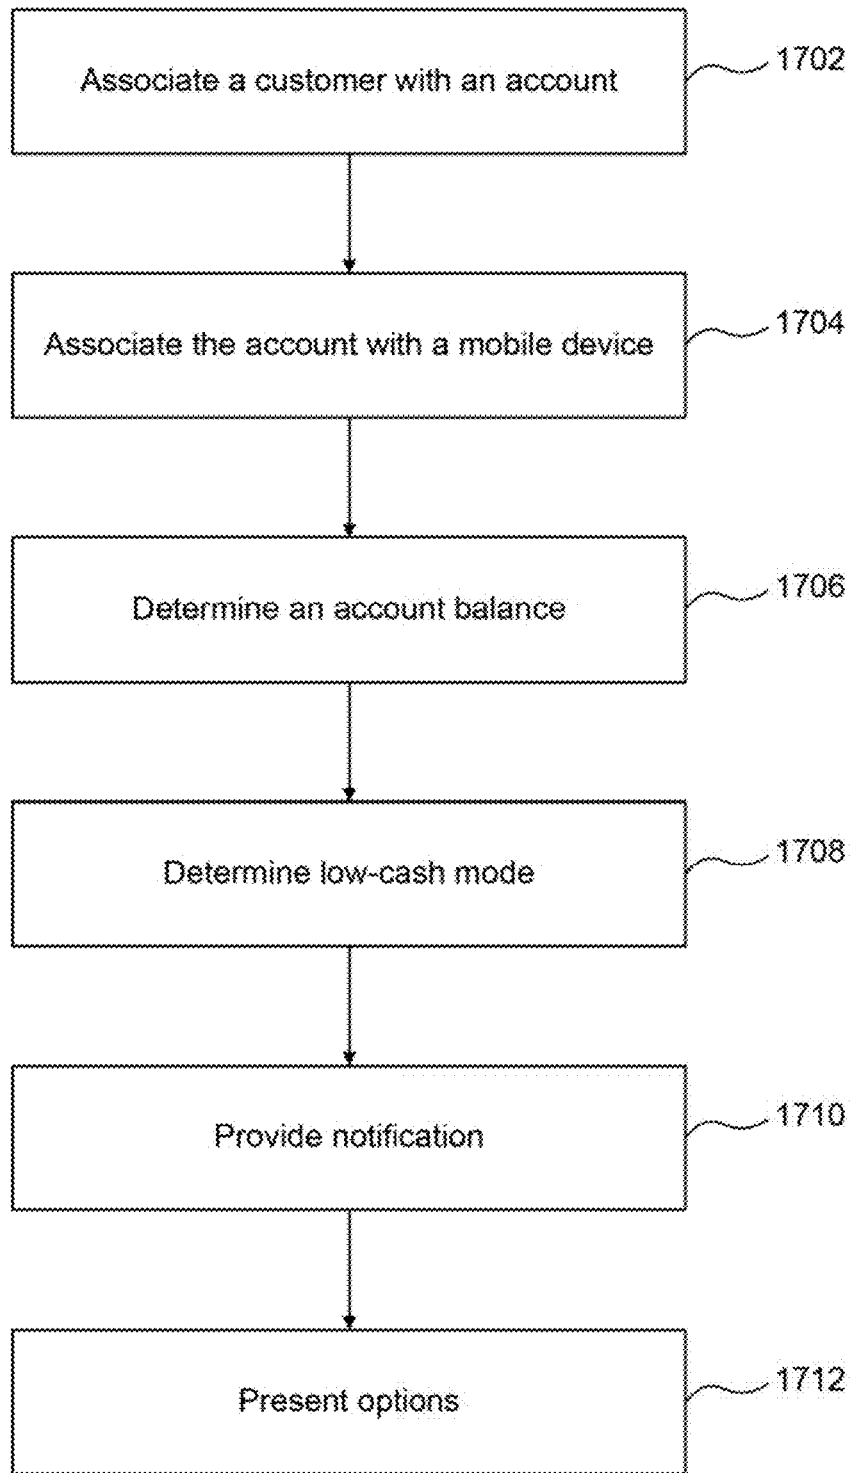 Associate a customer with an account
1702
Associate the account with a mobile device
1704
Determine an account balance
1706
Determine low-cash mode
1708
Provide notification
1710
Present options
1712